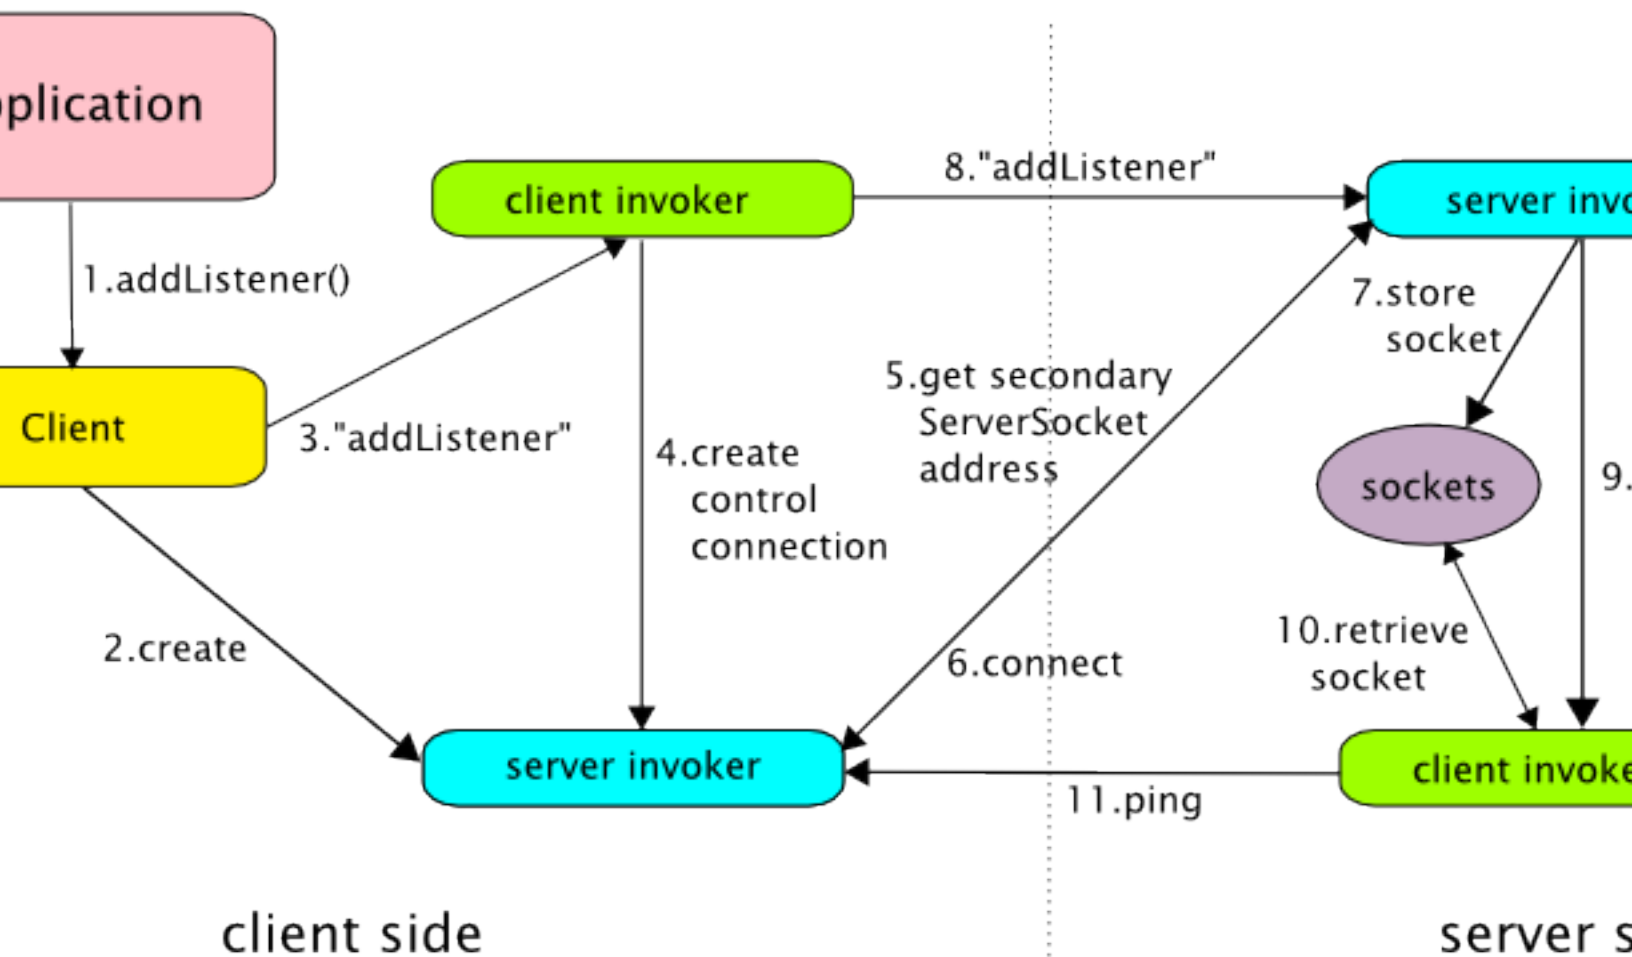 pplication
client invoker
8."addListener"
server invo
1.addListener()
7.store
socket
5.get secondary
ServerSocket
address
Client
3."addListener"
4.create
control
connection
sockets
9.
2.create
10.retrieve
socket
6.connect
server invoker
client invoke
11.ping
client side
server s